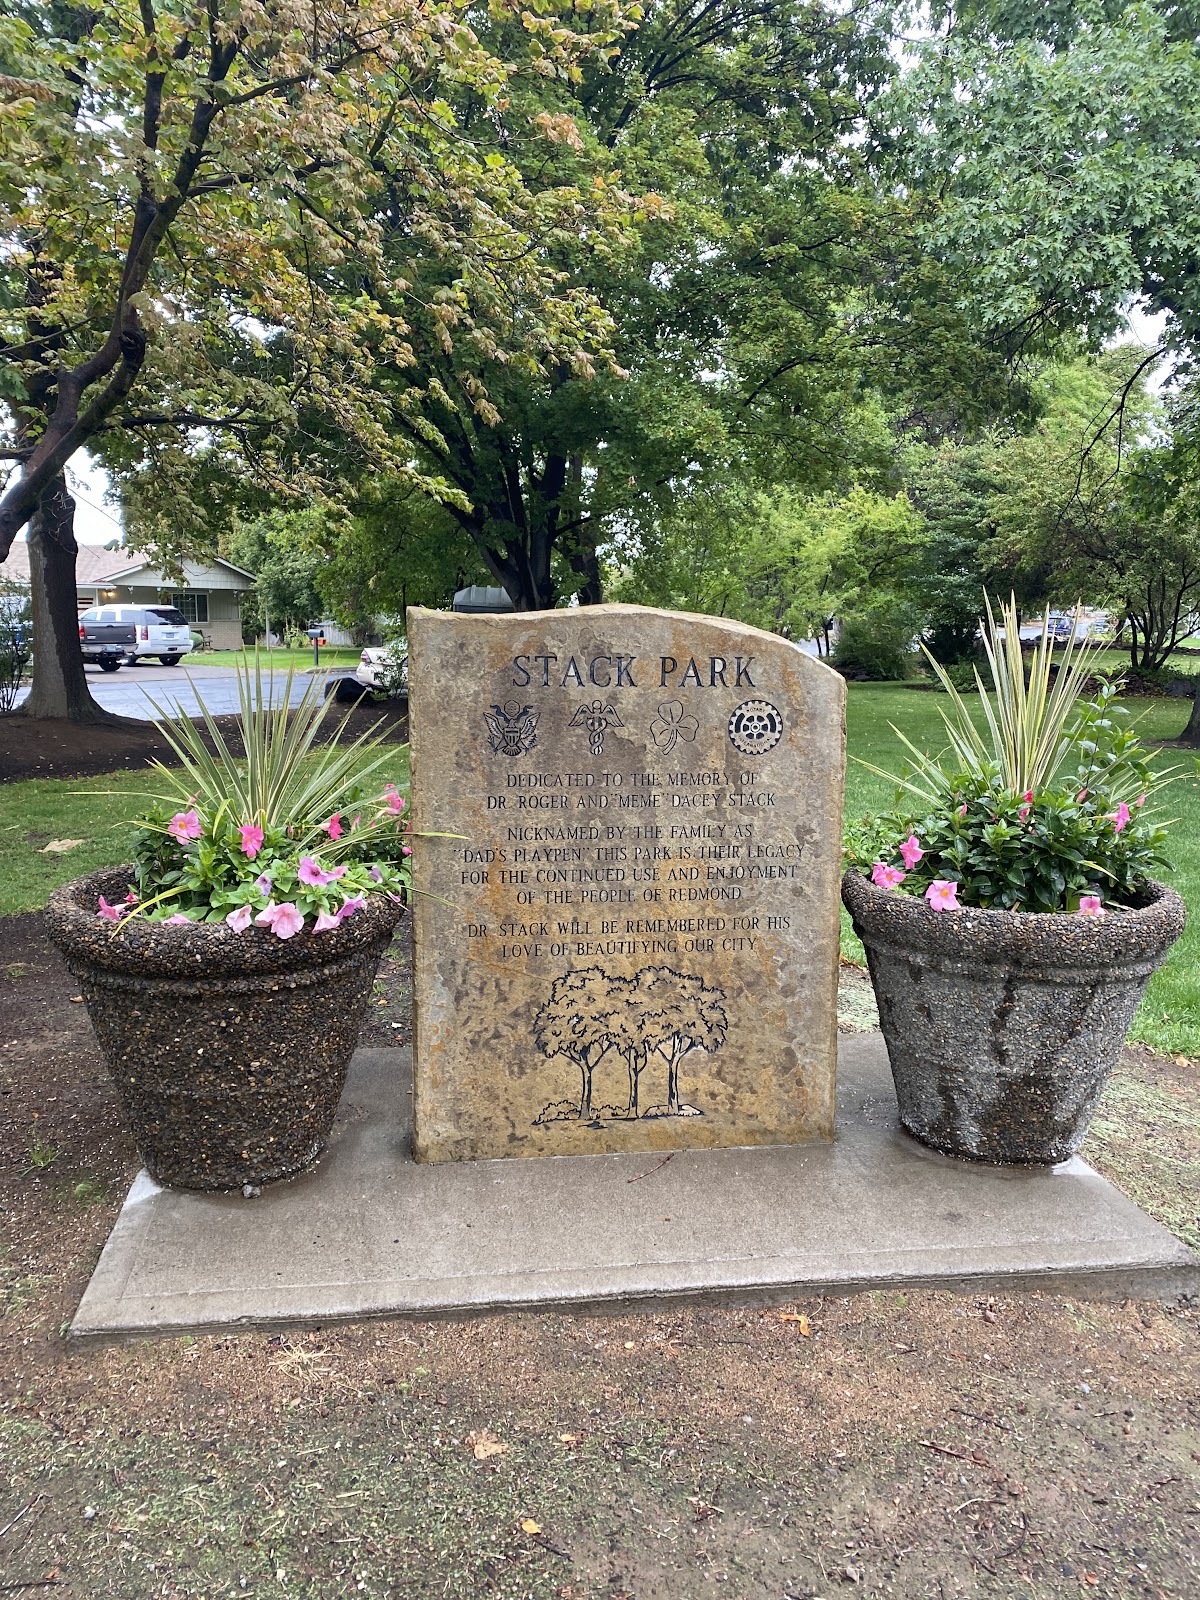 STACK PARK
DEDICATED TO THE MEMORY OF
DR. ROGER AND "MEME" DACEY STACK
NICKNAMED BY THE FAMILY AS
"DAD'S PLAYPEN" THIS PARK IS THEIR LEGACY
FOR THE CONTINUED USE AND ENJOYMENT
OF THE PEOPLE OF REDMOND.
DR. STACK WILL BE REMEMBERED FOR HIS
LOVE OF BEAUTIFYING OUR CITY.